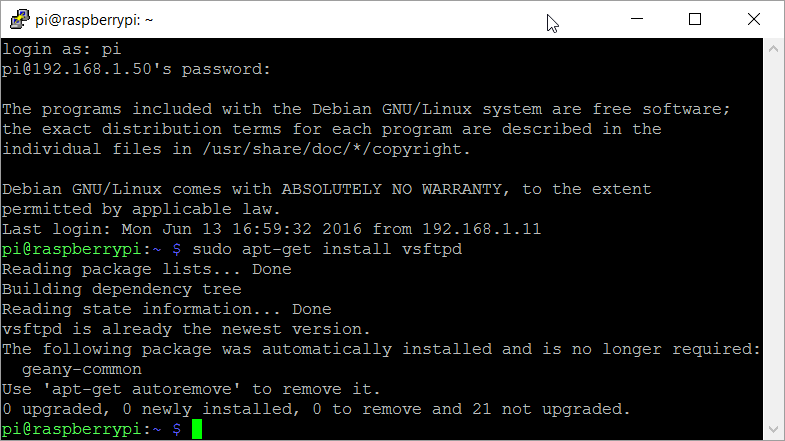 pi@raspberrypi: ~
login as: pi
pi@192.168.1.50's password:
The programs included with the Debian GNU/Linux system are free software;
the exact distribution terms for each program are described in the
individual files in /usr/share/doc/*/copyright.
Debian GNU/Linux comes with ABSOLUTELY NO WARRANTY, to the extent
permitted by applicable law.
Last login: Mon Jun 13 16:59:32 2016 from 192.168.1.11
pi@raspberrypi:~ $ sudo apt-get install vsftpd
Reading package lists... Done
Building dependency tree
Reading state information... Done
vsftpd is already the newest version.
The following package was automatically installed and is no longer required:
  geany-common
Use 'apt-get autoremove' to remove it.
0 upgraded, 0 newly installed, 0 to remove and 21 not upgraded.
pi@raspberrypi:~ $